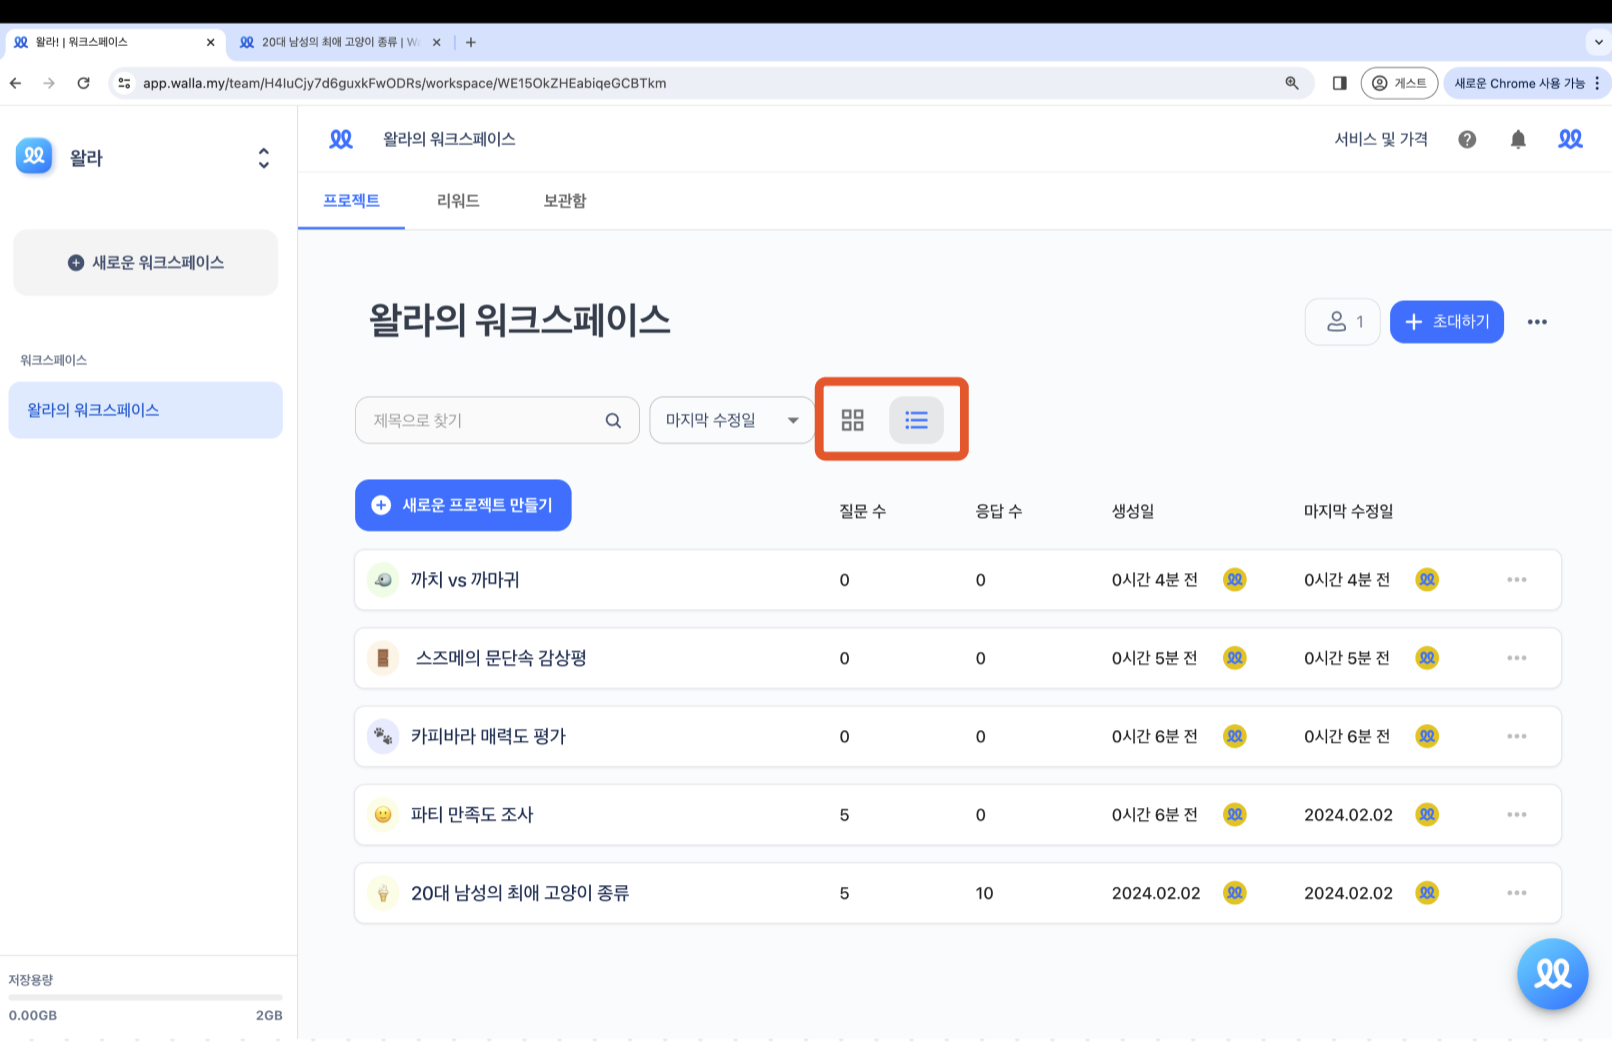 왈라! | 워크스페이스
20대 남성의 최애 고양이 종류 | W
app.walla.my/team/H4IuCjy7d6guxkFwODRs/workspace/WE15OkZHEabiqeGCBTkm
게스트
새로운 Chrome 사용 가능
왈라
왈라의 워크스페이스
서비스 및 가격
프로젝트 리워드 보관함
새로운 워크스페이스
왈라의 워크스페이스
1
초대하기
워크스페이스
왈라의 워크스페이스
제목으로 찾기
마지막 수정일
새로운 프로젝트 만들기
질문 수 응답 수 생성일 마지막 수정일
까치 vs 까마귀 0 0 0시간 4분 전 0시간 4분 전
스즈메의 문단속 감상평 0 0 0시간 5분 전 0시간 5분 전
카피바라 매력도 평가 0 0 0시간 6분 전 0시간 6분 전
파티 만족도 조사 5 0 0시간 6분 전 2024.02.02
20대 남성의 최애 고양이 종류 5 10 2024.02.02 2024.02.02
저장용량
0.00GB 2GB